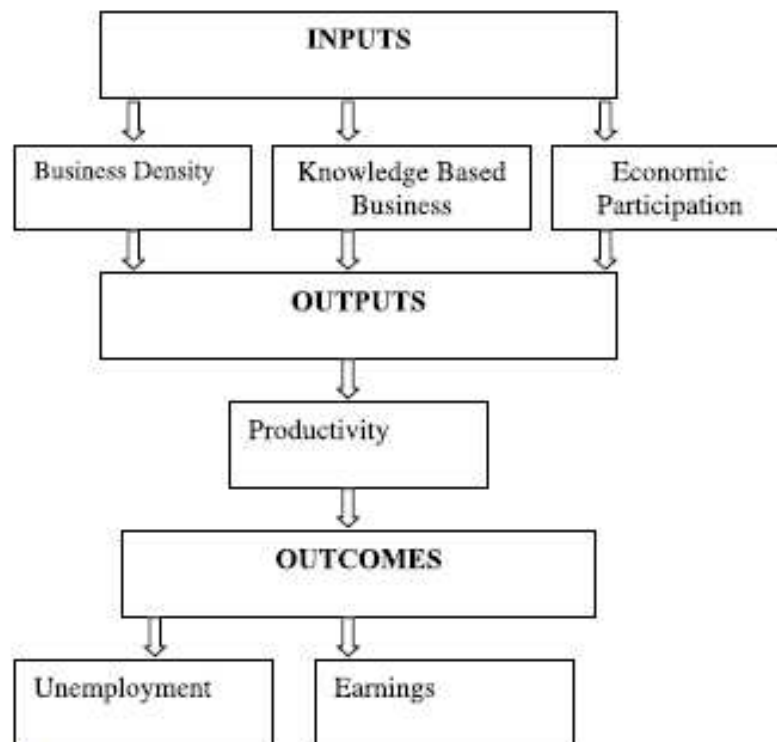 INPUTS
Business Density
Knowledge Based
Business
Economic
Participation
OUTPUTS
Productivity
OUTCOMES
Unemployment
Earnings